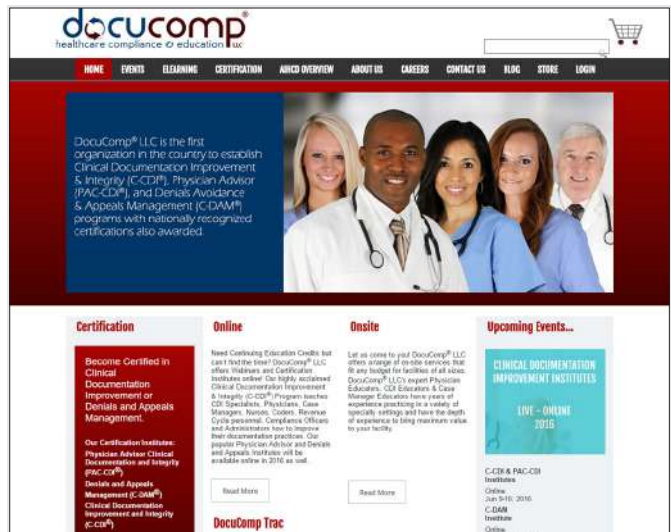 docucomp®
healthcare compliance & education LLC
HOME EVENTS ELEARNING CERTIFICATION AIHCD OVERVIEW ABOUT US CAREERS CONTACT US BLOG STORE LOGIN
DocuComp® LLC is the first
organization in the country to establish
Clinical Documentation Improvement
& Integrity (C-CDI®), Physician Advisor
(PAC-CDI®), and Denials Avoidance
& Appeals Management (C-DAM®)
programs with nationally recognized
certifications also awarded.
Certification
Become Certified in
Clinical
Documentation
Improvement or
Denials and Appeals
Management.
Our Certification Institutes:
Physician Advisor Clinical
Documentation and Integrity
(PAC-CDI®)
Denials and Appeals
Management (C-DAM®)
Clinical Documentation
Improvement and Integrity
(C-CDI®)
Online
Need Continuing Education Credits but
can't find the time? DocuComp® LLC
offers Webinars and Certification
Institutes online! Our highly acclaimed
Clinical Documentation Improvement
& Integrity (C-CDI®) Program teaches
CDI Specialists, Physicians, Case
Managers, Nurses, Coders, Revenue
Cycle personnel, Compliance Officers
and Administrators how to improve
their documentation practices. Our
popular Physician Advisor and Denials
and Appeals Institutes will be
available online in 2016 as well.
Read More
DocuComp Trac
Onsite
Let us come to you! DocuComp® LLC
offers a range of on-site services that
fit any budget for facilities of all sizes.
DocuComp® LLC's expert Physician
Educators, CDI Educators & Case
Manager Educators have years of
experience practicing in a variety of
specialty settings and have the depth
of experience to bring maximum value
to your facility.
Read More
Upcoming Events...
CLINICAL DOCUMENTATION
IMPROVEMENT INSTITUTES
LIVE - ONLINE
2016
C-CDI & PAC-CDI
Institutes
Online
Jun 9-16, 2016
C-DAM
Institute
Online